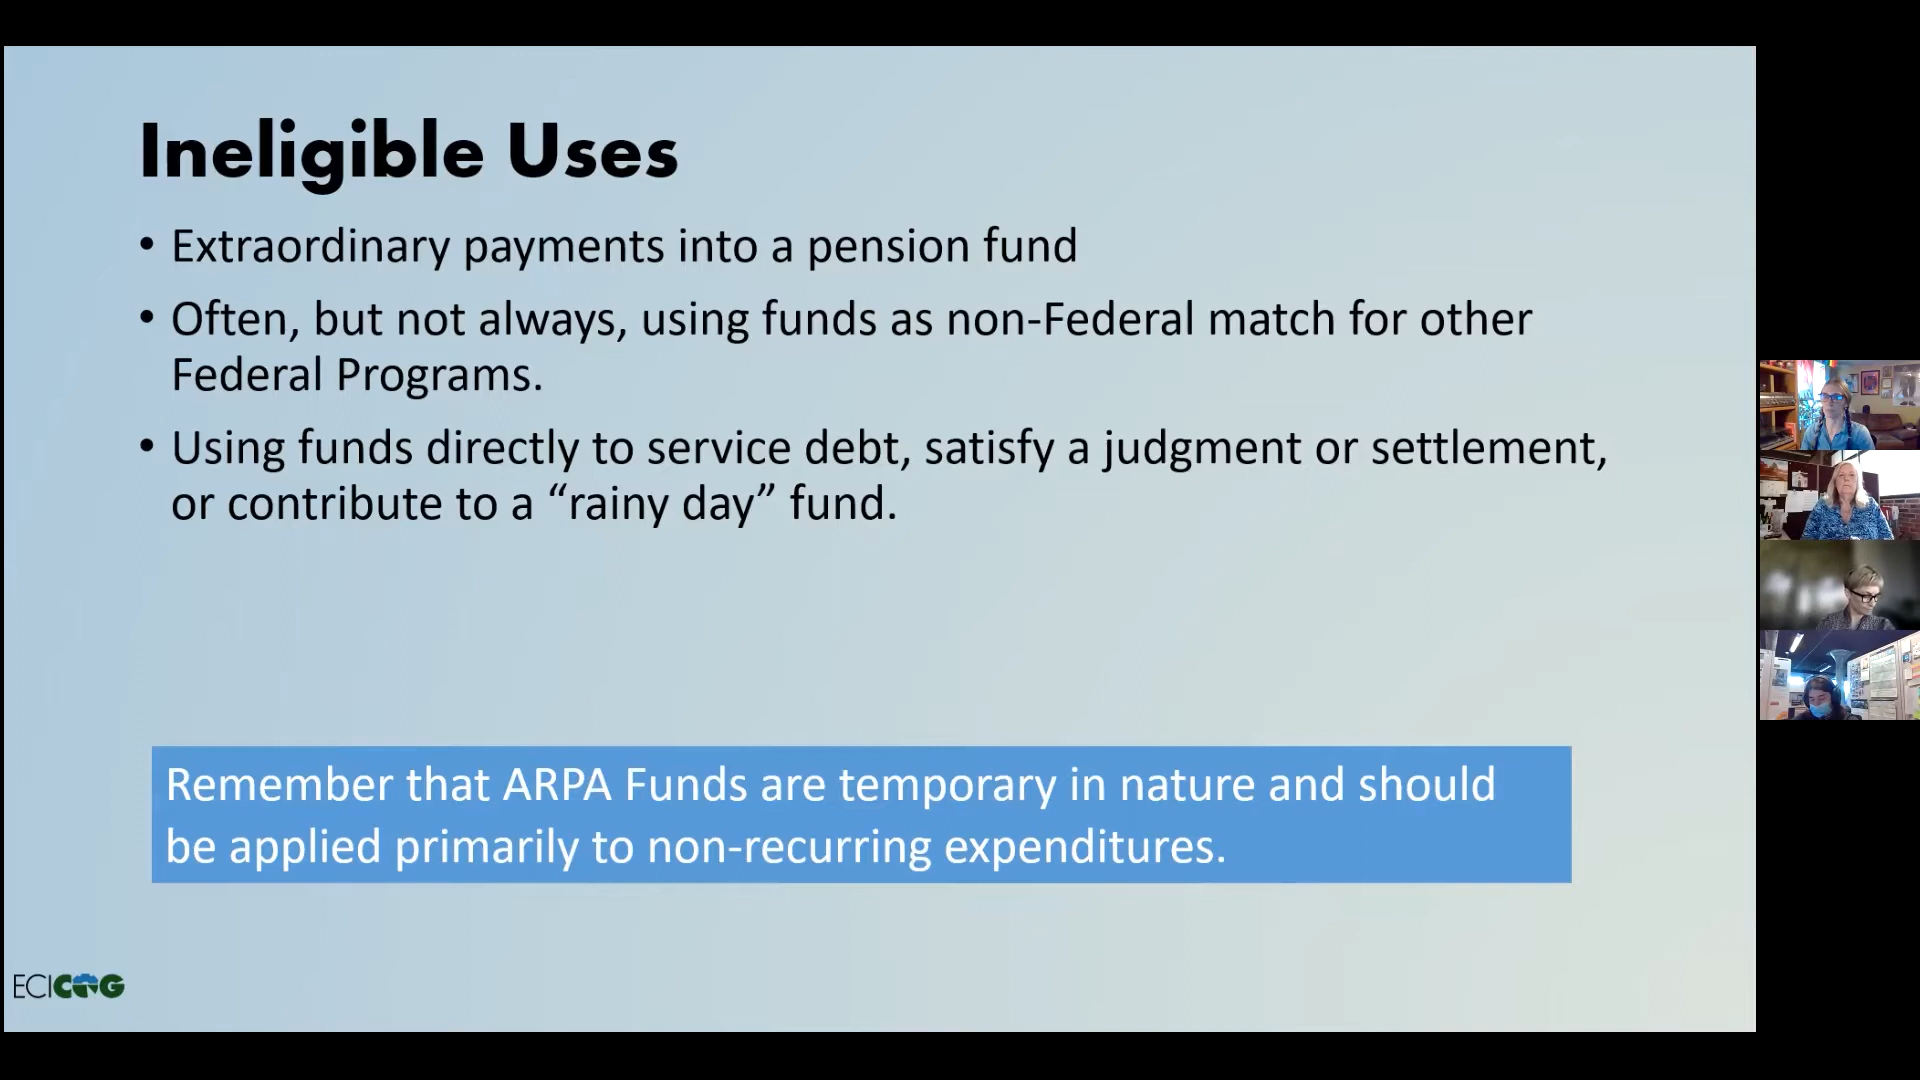 Ineligible Uses
• Extraordinary payments into a pension fund
• Often, but not always, using funds as non-Federal match for other
Federal Programs.
• Using funds directly to service debt, satisfy a judgment or settlement,
or contribute to a “rainy day” fund.
Remember that ARPA Funds are temporary in nature and should
be applied primarily to non-recurring expenditures.
ECICOG